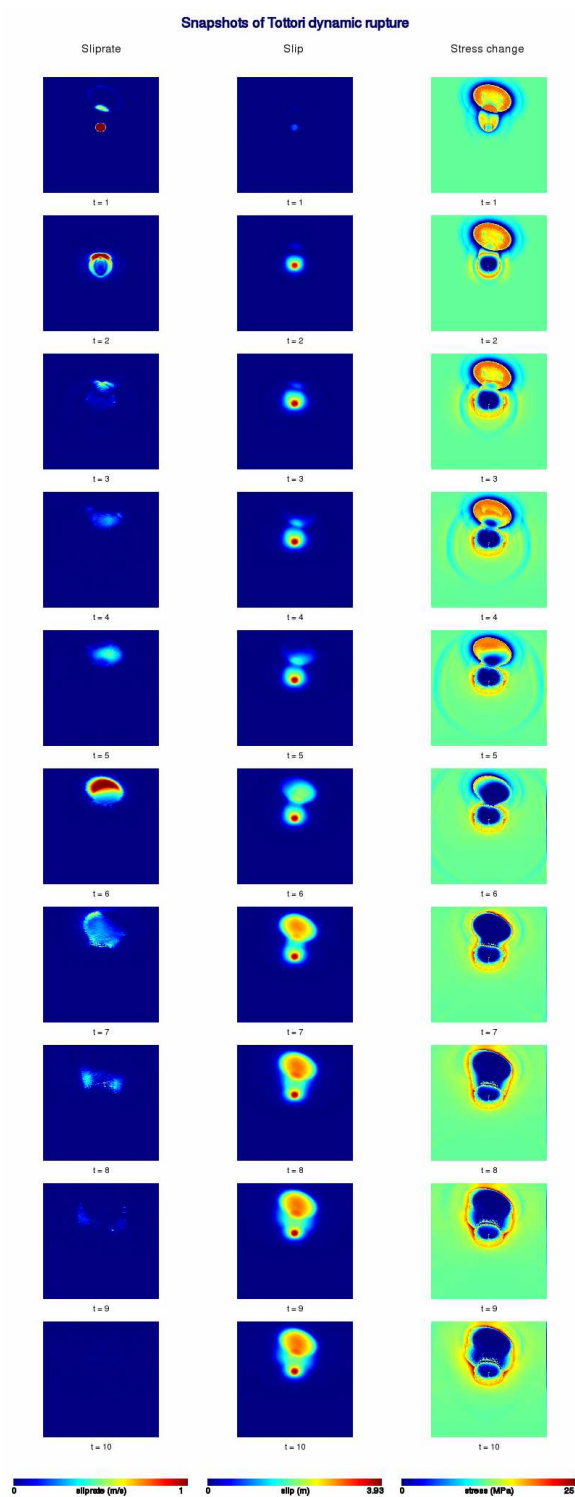 Snapshots of Tottori dynamic rupture
Sliprate Slip Stress change
t = 1 t = 1 t = 1
t = 2 t = 2 t = 2
t = 3 t = 3 t = 3
t = 4 t = 4 t = 4
t = 5 t = 5 t = 5
t = 6 t = 6 t = 6
t = 7 t = 7 t = 7
t = 8 t = 8 t = 8
t = 9 t = 9 t = 9
t = 10 t = 10 t = 10
0 sliprate (m/s) 1 0 slip (m) 3.93 0 stress (MPa) 25